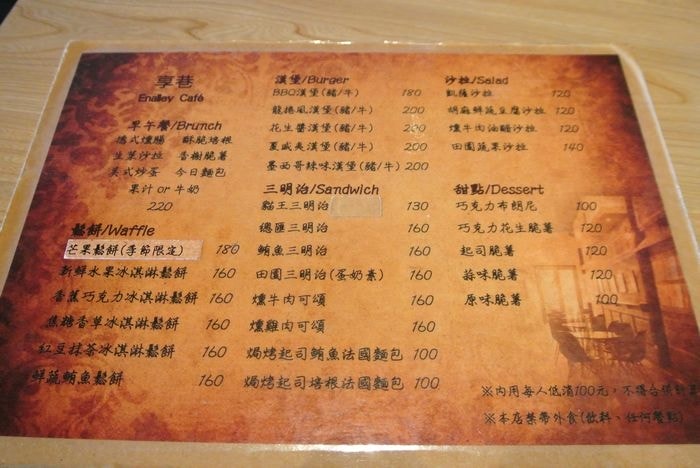 享巷
Enalley Café
早午餐/Brunch
德式燻腸 酥脆培根
生菜沙拉 香榭脆薯
美式炒蛋 今日麵包
果汁 or 牛奶
220
鬆餅/Waffle
芒果鬆餅(季節限定) 180
新鮮水果冰淇淋鬆餅 160
香蕉巧克力冰淇淋鬆餅 160
焦糖香草冰淇淋鬆餅 160
紅豆抹茶冰淇淋鬆餅 160
鮮蔬鮪魚鬆餅 160
漢堡/Burger
BBQ漢堡(豬/牛) 180
龍捲風漢堡(豬/牛) 200
花生醬漢堡(豬/牛) 200
夏威夷漢堡(豬/牛) 200
墨西哥辣味漢堡(豬/牛) 200
三明治/Sandwich
貓王三明治 130
總匯三明治 160
鮪魚三明治 160
田園三明治(蛋奶素) 160
燻牛肉可頌 160
燻雞肉可頌 160
焗烤起司鮪魚法國麵包 100
焗烤起司培根法國麵包 100
沙拉/Salad
凱薩沙拉 120
胡麻鮮蔬豆腐沙拉 120
燻牛肉油醋沙拉 120
田園蔬果沙拉 140
甜點/Dessert
巧克力布朗尼 100
巧克力花生脆薯 120
起司脆薯 120
蒜味脆薯 120
原味脆薯 100
※內用每人低消100元，不得合併計算
※本店禁帶外食(飲料、任何餐點)